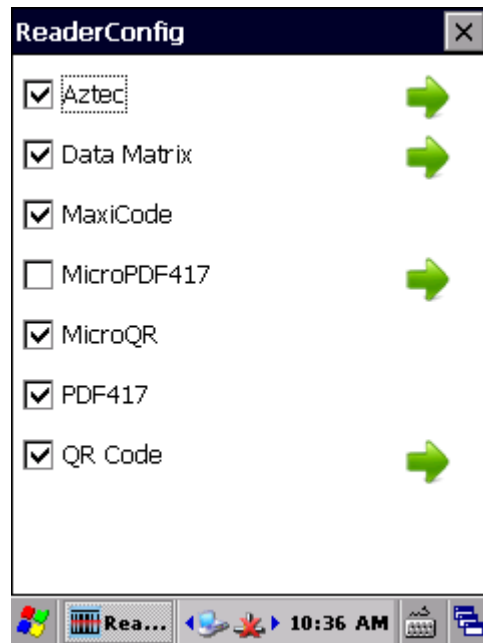 ReaderConfig
Aztec
Data Matrix
MaxiCode
MicroPDF417
MicroQR
PDF417
QR Code
Rea... 10:36 AM